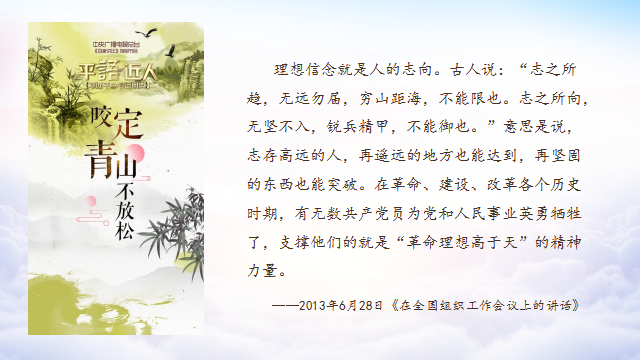 中央广播电视总台
平语近人
咬定
青山不放松
理想信念就是人的志向。古人说：“志之所
趋，无远勿届，穷山距海，不能限也。志之所向，
无坚不入，锐兵精甲，不能御也。”意思是说，
志存高远的人，再遥远的地方也能达到，再坚固
的东西也能突破。在革命、建设、改革各个历史
时期，有无数共产党员为党和人民事业英勇牺牲
了，支撑他们的就是“革命理想高于天”的精神
力量。
——2013年6月28日《在全国组织工作会议上的讲话》